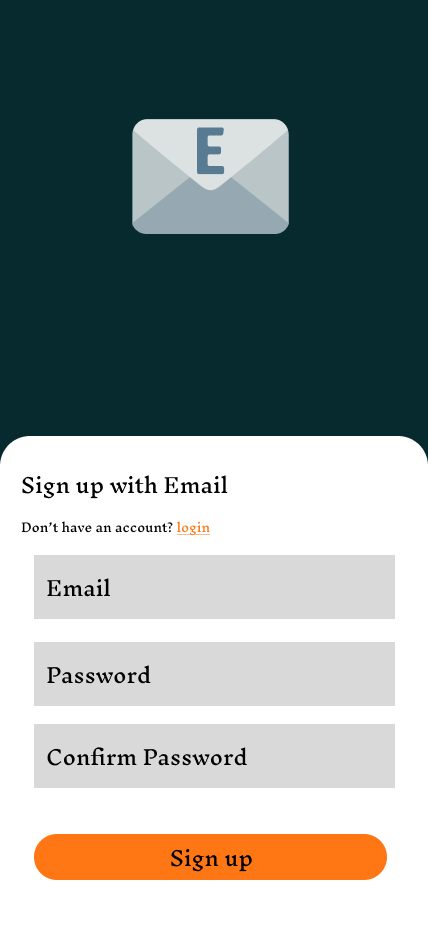 E
Sign up with Email
Don't have an account? login
Email
Password
Confirm Password
Sign up